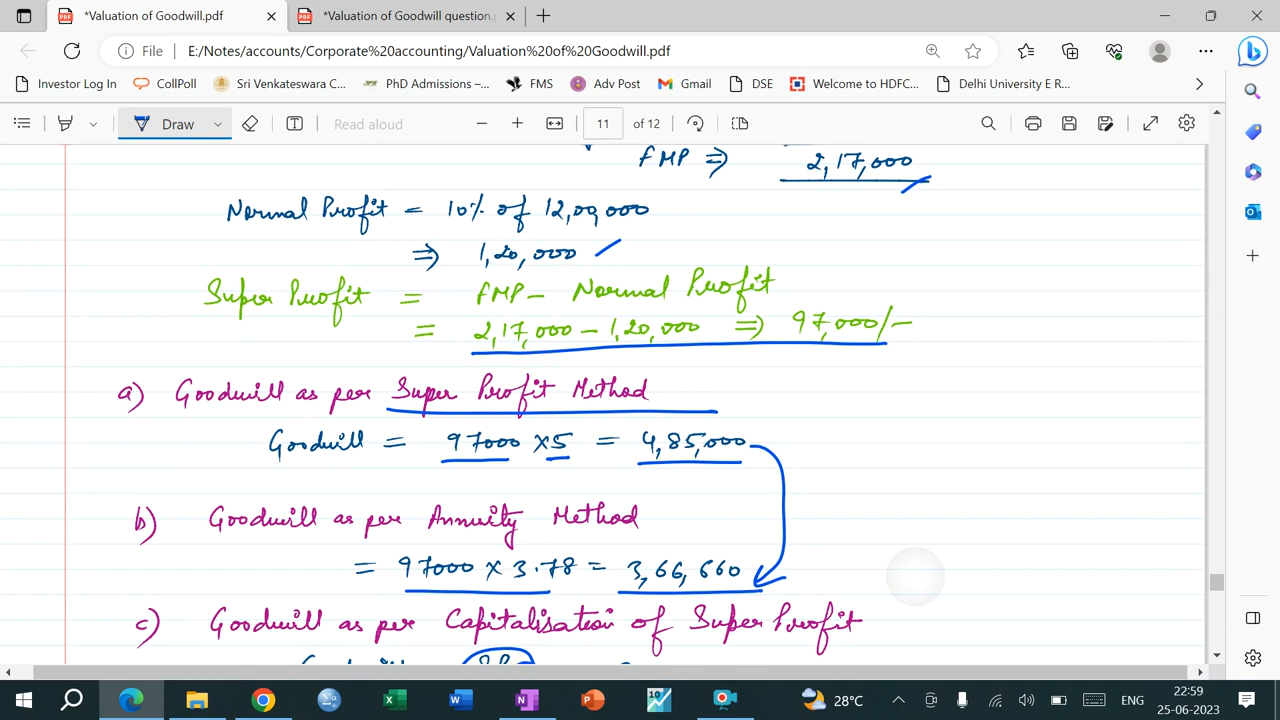 *Valuation of Goodwill.pdf
*Valuation of Goodwill question.
File
E:/Notes/accounts/Corporate%20accounting/Valuation%20of%20Goodwill.pdf
Investor Log In
CollPoll
Sri Venkateswara C...
PhD Admissions –...
FMS
Adv Post
Gmail
DSE
Welcome to HDFC...
Delhi University E R...
Draw
Read aloud
11 of 12
FMP ⇒ 2,17,000
Normal Profit = 10% of 12,00,000
⇒ 1,20,000
Super Profit = FMP – Normal Profit
= 2,17,000 – 1,20,000 ⇒ 97,000/-
a) Goodwill as per Super Profit Method
Goodwill = 97000 × 5 = 4,85,000
b) Goodwill as per Annuity Method
= 97000 × 3.78 = 3,66,660
c) Goodwill as per Capitalisation of Super Profit
28°C
ENG
22:59
25-06-2023